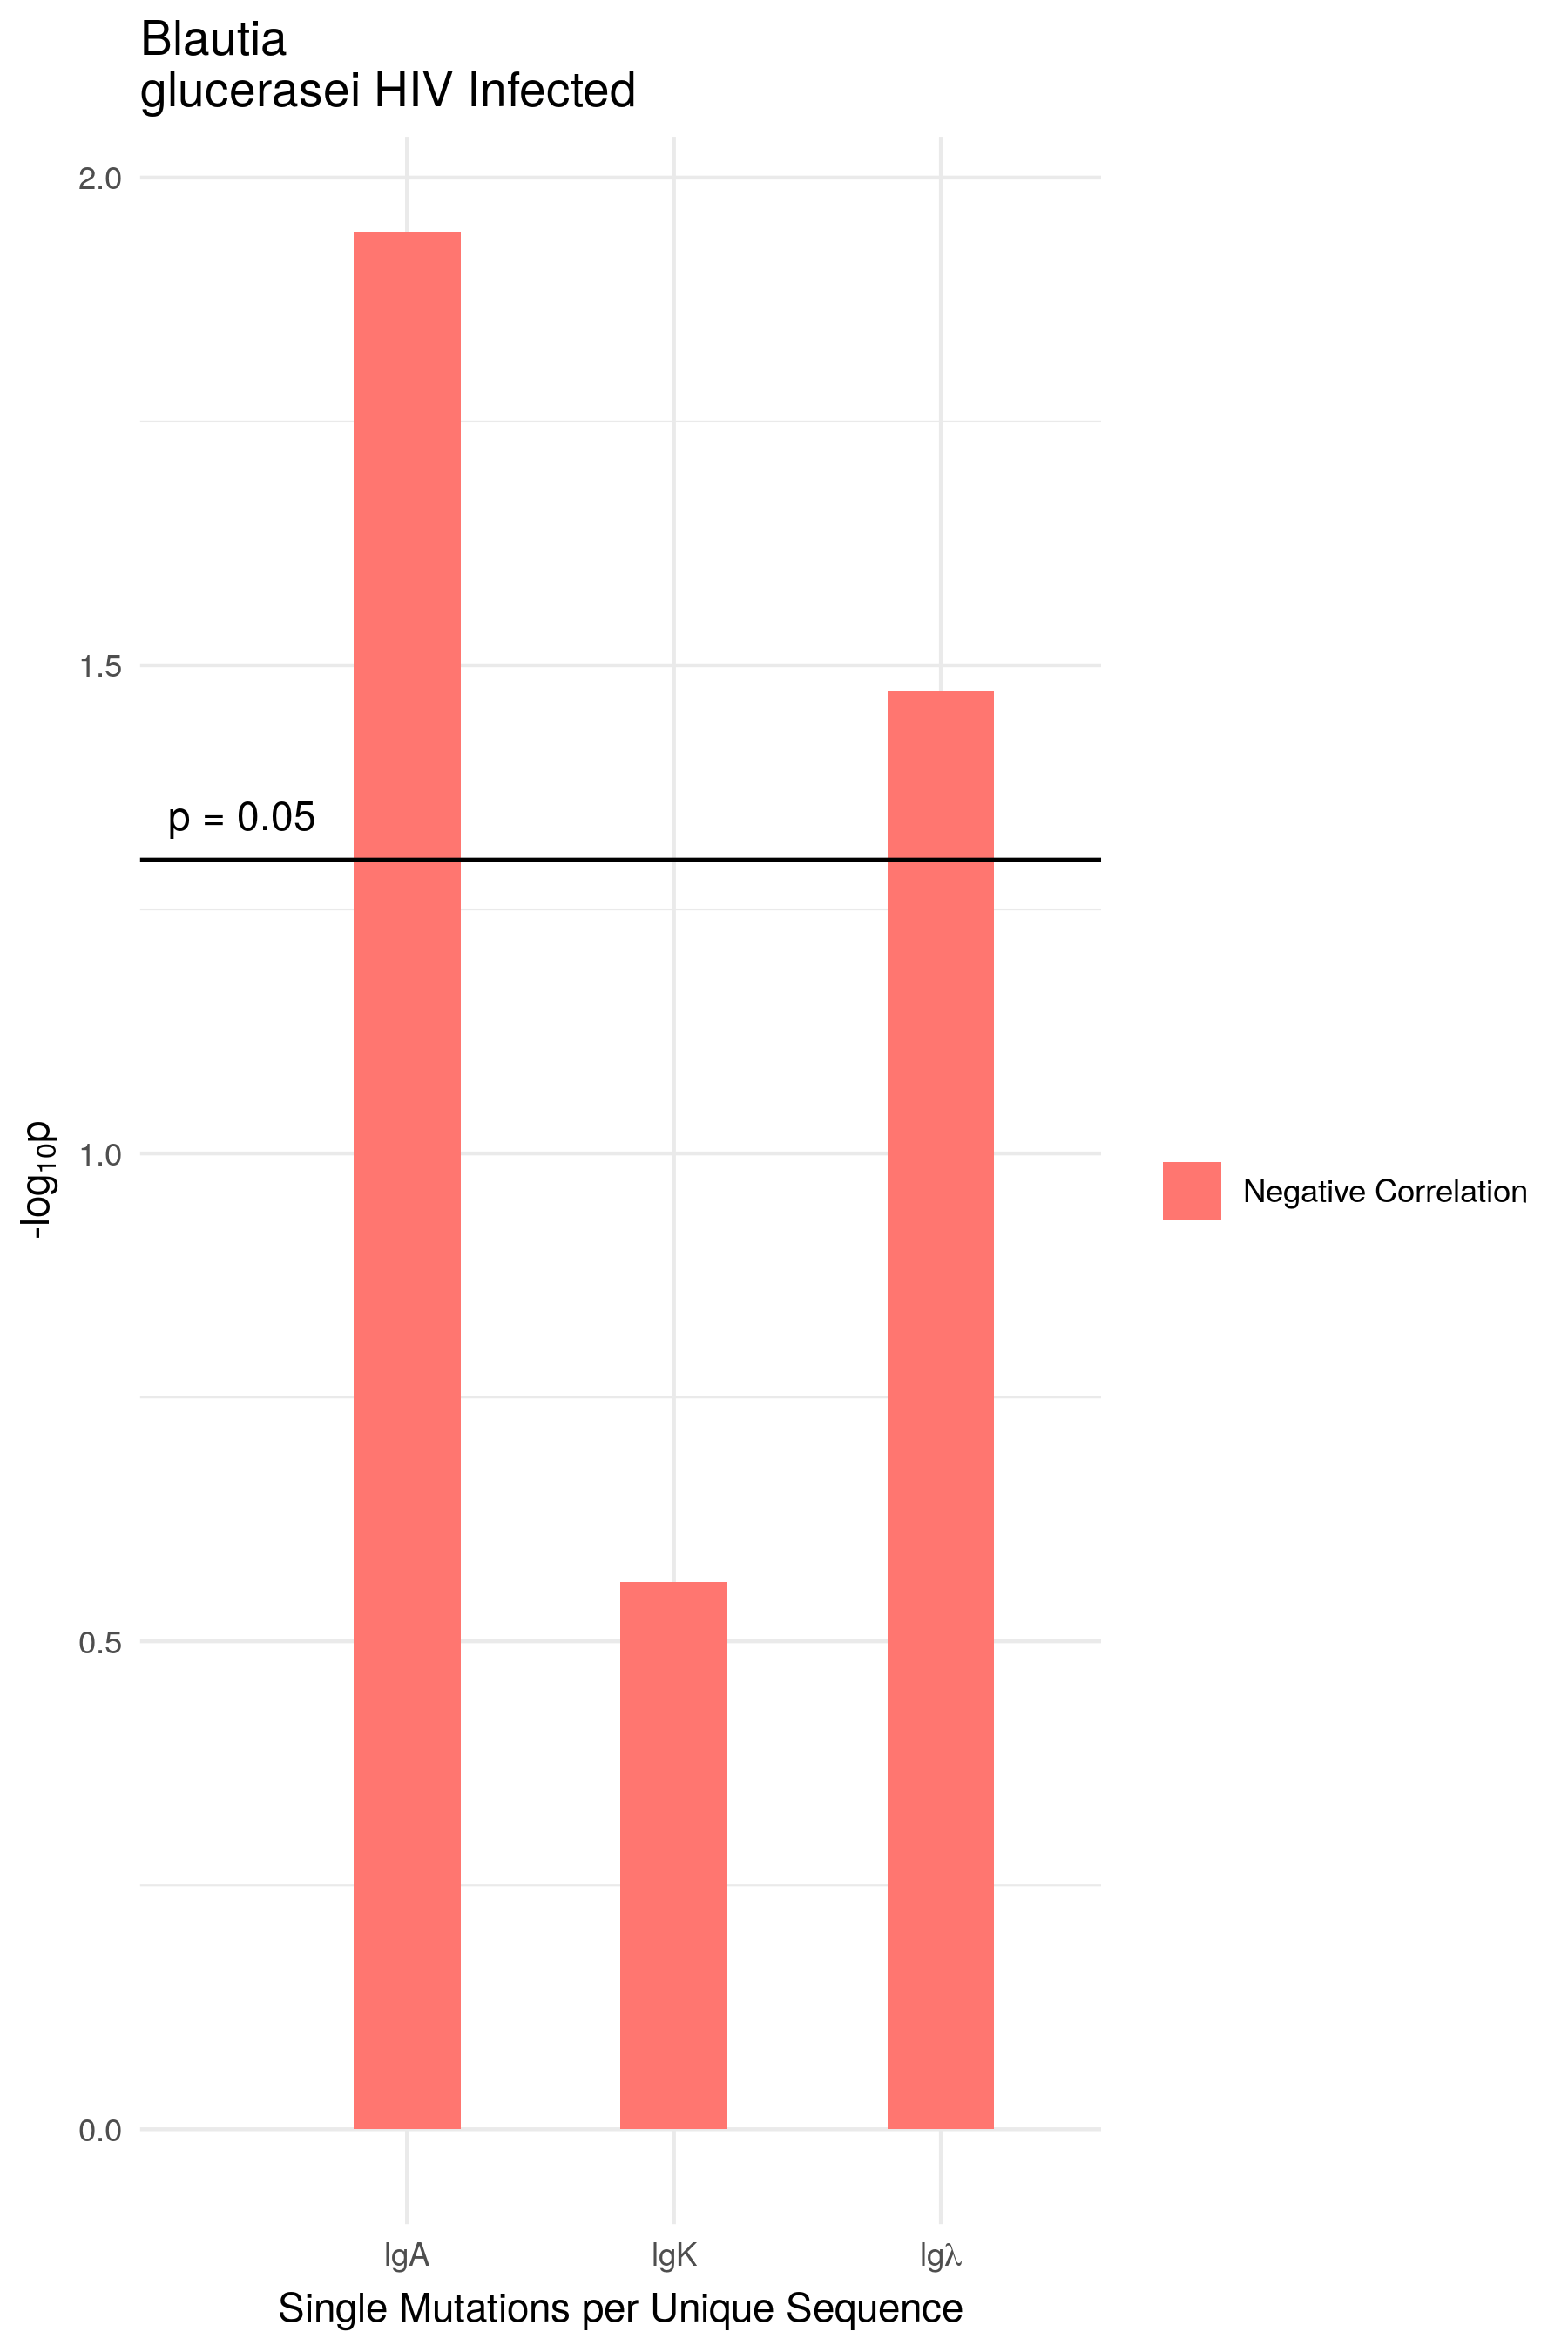 Blautia
glucerasei HIV Infected
2.0
1.5
p = 0.05
1.0
0.5
0.0
-log₁₀p
Negative Correlation
IgA
IgK
Igλ
Single Mutations per Unique Sequence